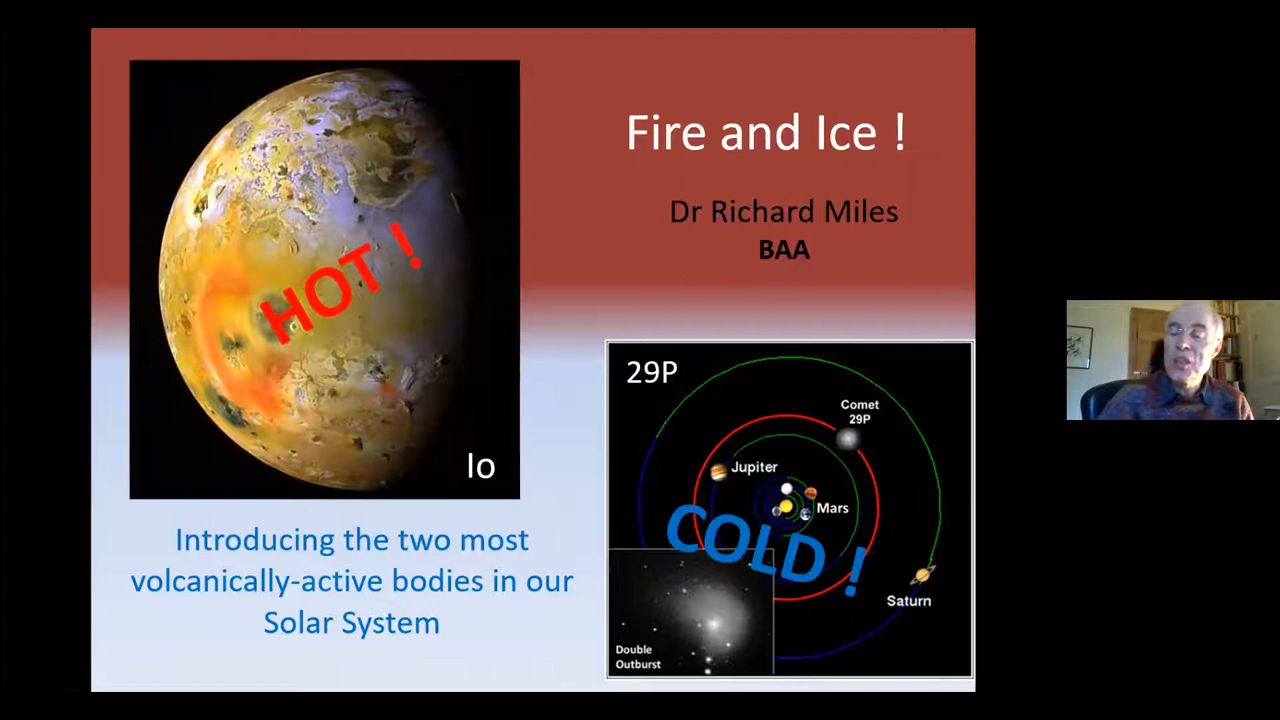 Fire and Ice !
Dr Richard Miles
BAA
HOT !
Io
Introducing the two most
volcanically-active bodies in our
Solar System
29P
Comet
29P
Jupiter
Mars
COLD !
Saturn
Double
Outburst